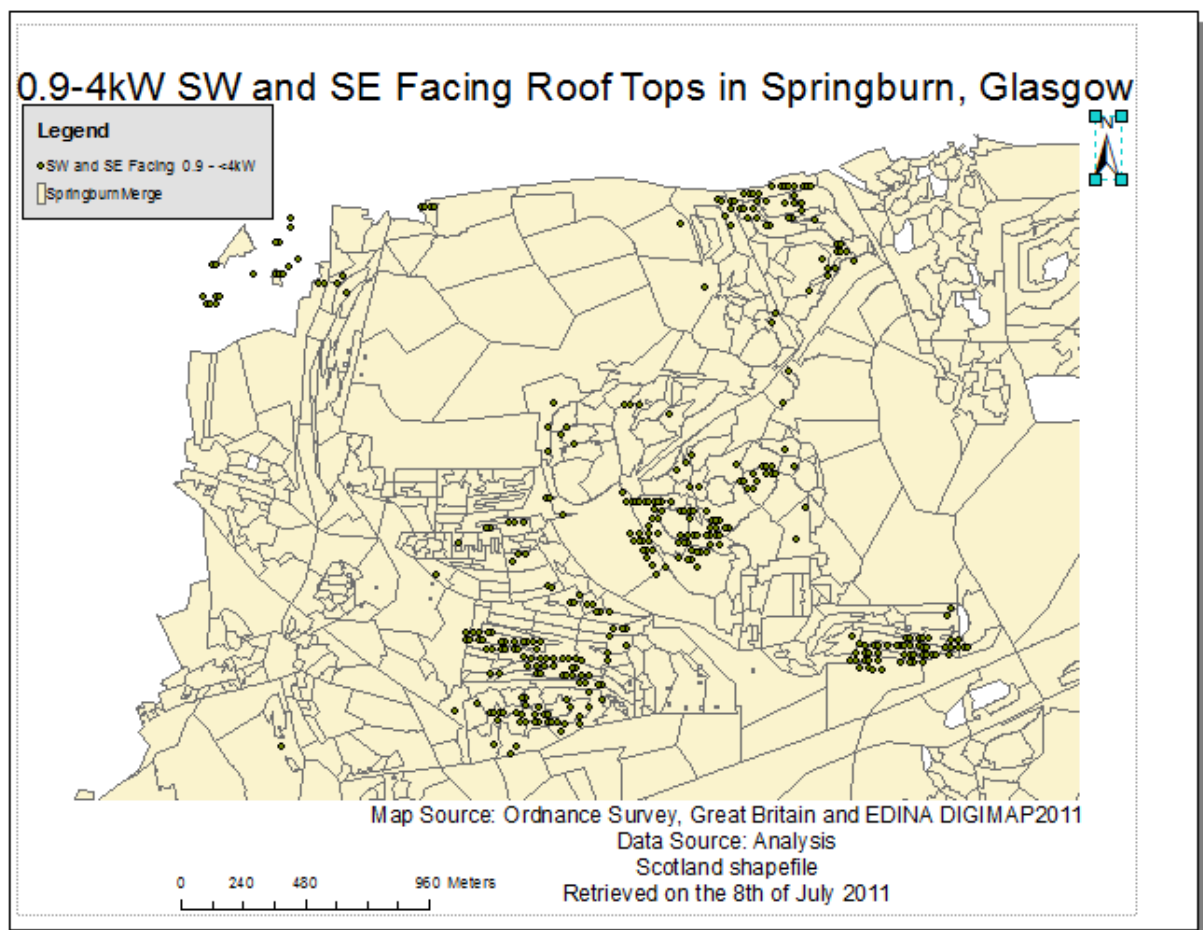 0.9-4kW SW and SE Facing Roof Tops in Springburn, Glasgow
Legend
SW and SE Facing 0.9 - <4kW
SpringburnMerge
N
Map Source: Ordnance Survey, Great Britain and EDINA DIGIMAP2011
Data Source: Analysis
Scotland shapefile
Retrieved on the 8th of July 2011
0 240 480 960 Meters